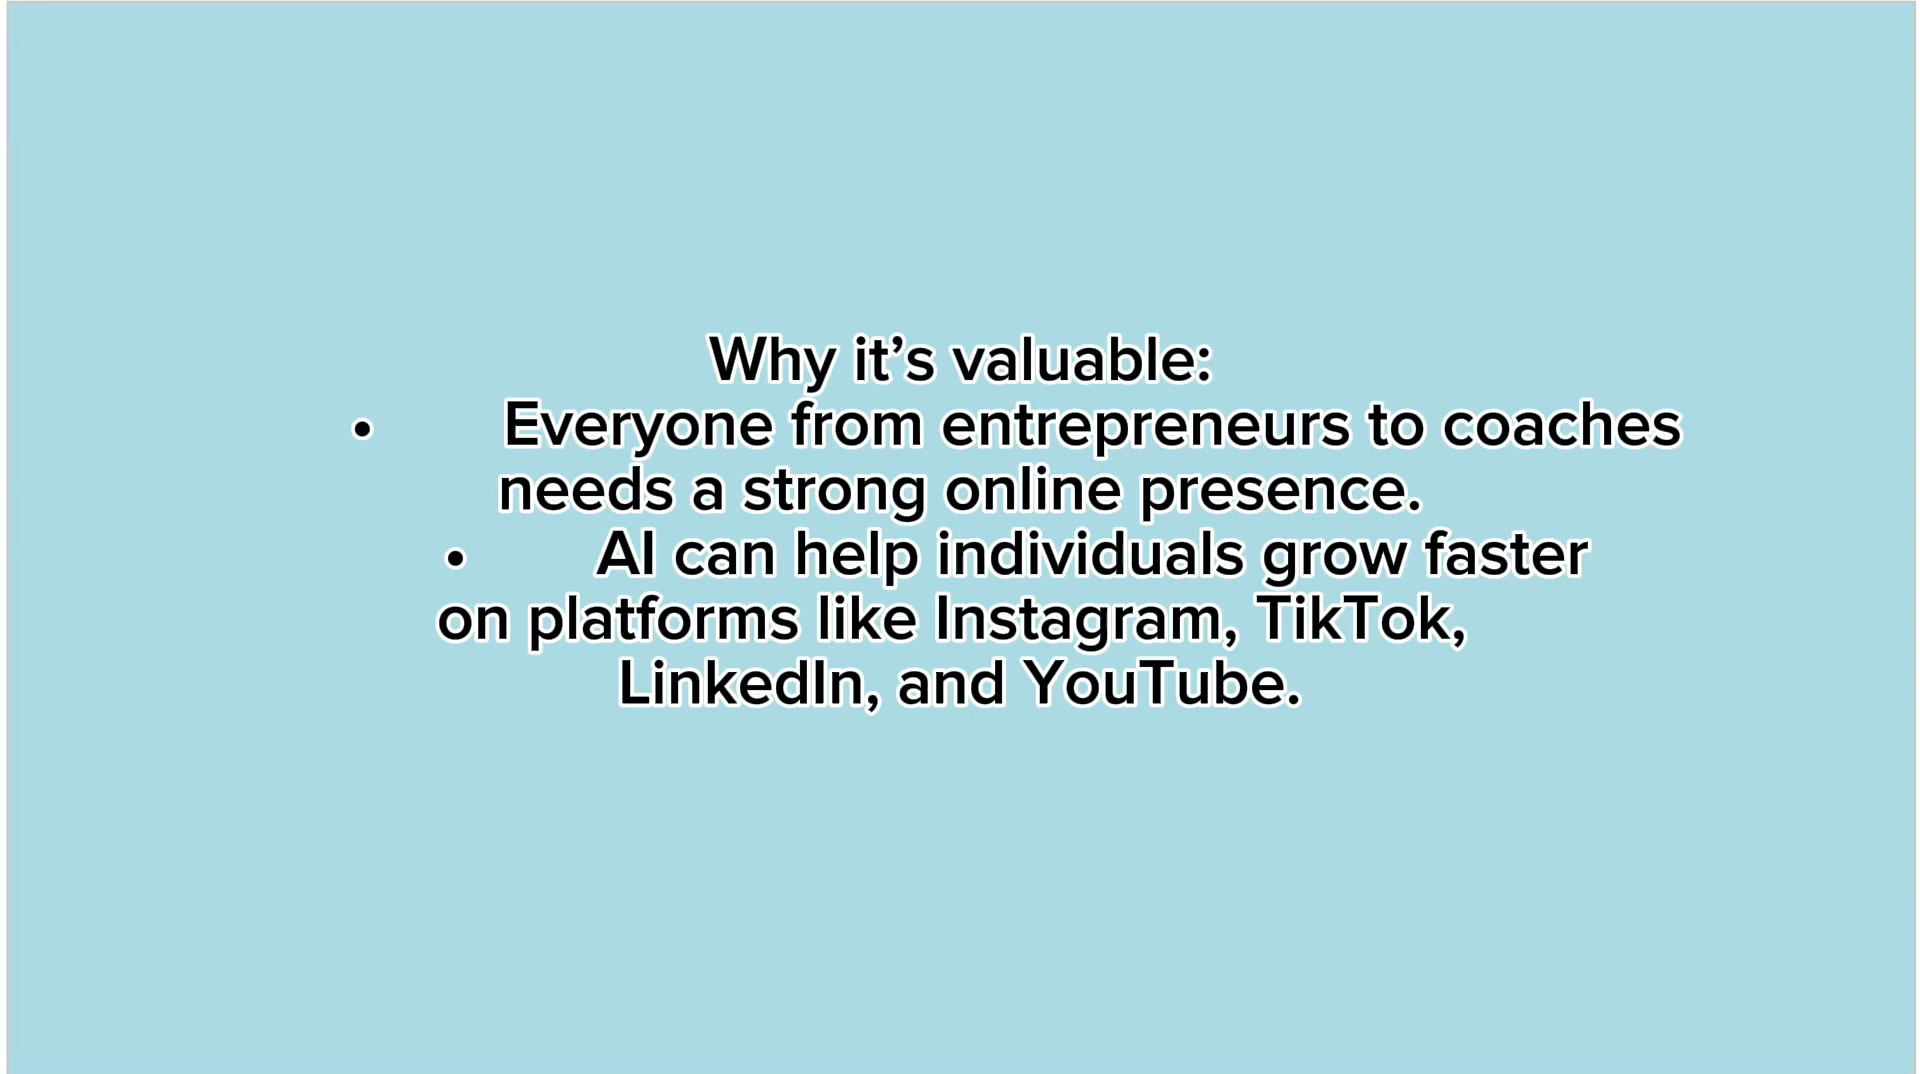 Why it’s valuable:
• Everyone from entrepreneurs to coaches
needs a strong online presence.
• AI can help individuals grow faster
on platforms like Instagram, TikTok,
LinkedIn, and YouTube.